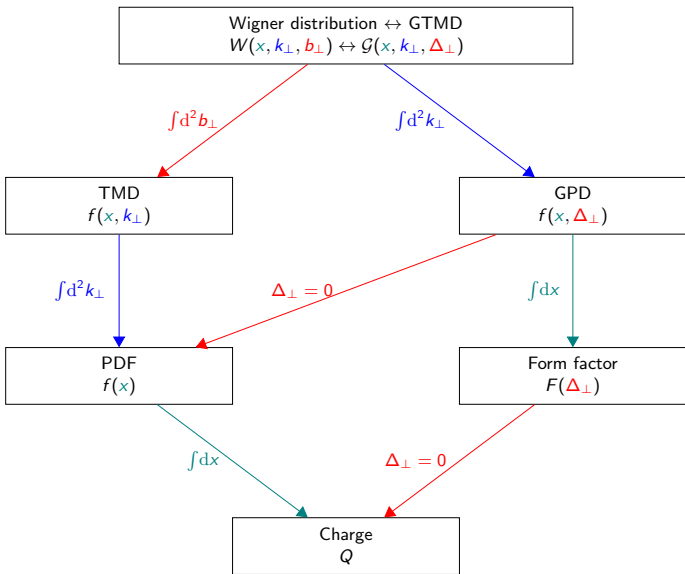 Wigner distribution ↔ GTMD
W(x, k⊥, b⊥) ↔ 𝒢(x, k⊥, Δ⊥)
∫d²b⊥
∫d²k⊥
TMD
f(x, k⊥)
GPD
f(x, Δ⊥)
∫d²k⊥
Δ⊥ = 0
∫dx
PDF
f(x)
Form factor
F(Δ⊥)
∫dx
Δ⊥ = 0
Charge
Q